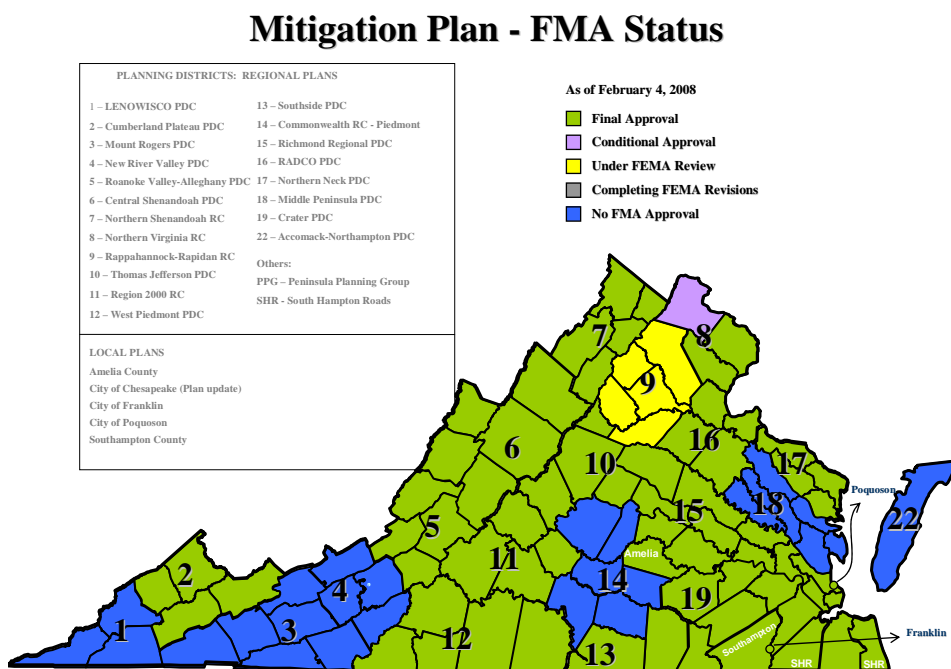 Mitigation Plan - FMA Status
PLANNING DISTRICTS: REGIONAL PLANS
1 – LENOWISCO PDC
2 – Cumberland Plateau PDC
3 – Mount Rogers PDC
4 – New River Valley PDC
5 – Roanoke Valley-Alleghany PDC
6 – Central Shenandoah PDC
7 – Northern Shenandoah RC
8 – Northern Virginia RC
9 – Rappahannock-Rapidan RC
10 – Thomas Jefferson PDC
11 – Region 2000 RC
12 – West Piedmont PDC
13 – Southside PDC
14 – Commonwealth RC - Piedmont
15 – Richmond Regional PDC
16 – RADCO PDC
17 – Northern Neck PDC
18 – Middle Peninsula PDC
19 – Crater PDC
22 – Accomack-Northampton PDC
Others:
PPG – Peninsula Planning Group
SHR - South Hampton Roads
LOCAL PLANS
Amelia County
City of Chesapeake (Plan update)
City of Franklin
City of Poquoson
Southampton County
As of February 4, 2008
Final Approval
Conditional Approval
Under FEMA Review
Completing FEMA Revisions
No FMA Approval
7
8
9
6
16
10
17
Poquoson
18
15
22
5
Amelia
11
2
14
4
19
1
3
12
13
Southampton
Franklin
SHR
SHR